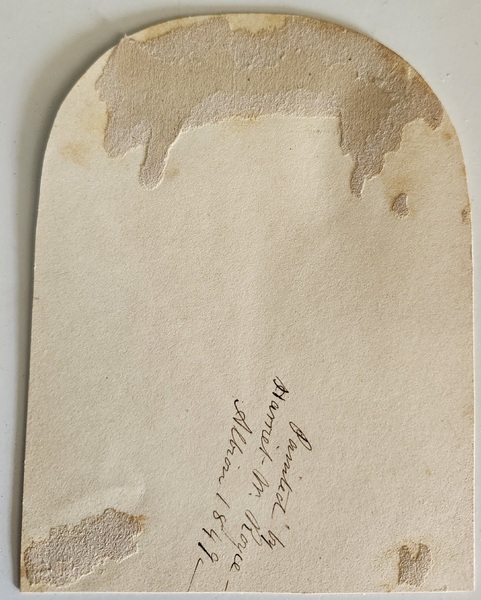 Painted by
Harriet W. Royce
Albion 1849